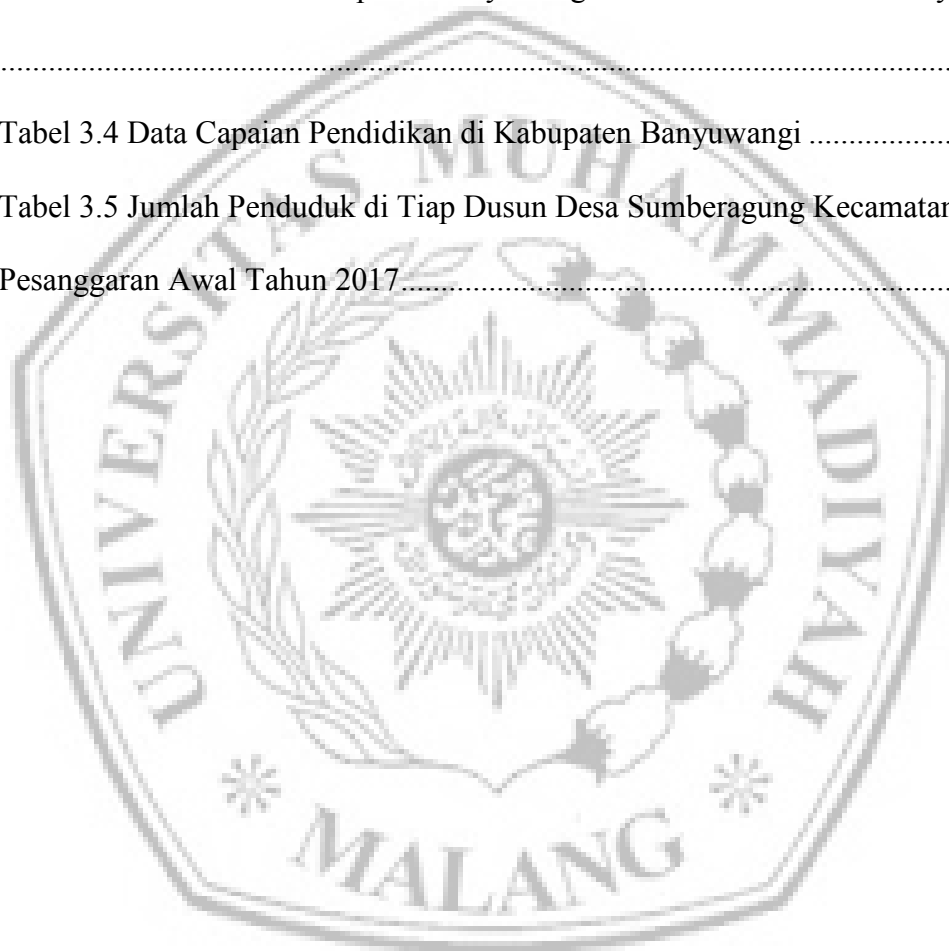 ..............................................................................................................
Tabel 3.4 Data Capaian Pendidikan di Kabupaten Banyuwangi ..................
Tabel 3.5 Jumlah Penduduk di Tiap Dusun Desa Sumberagung Kecamatan
Pesanggaran Awal Tahun 2017...................................................................
UNIVERSITAS MUHAMMADIYAH
MALANG